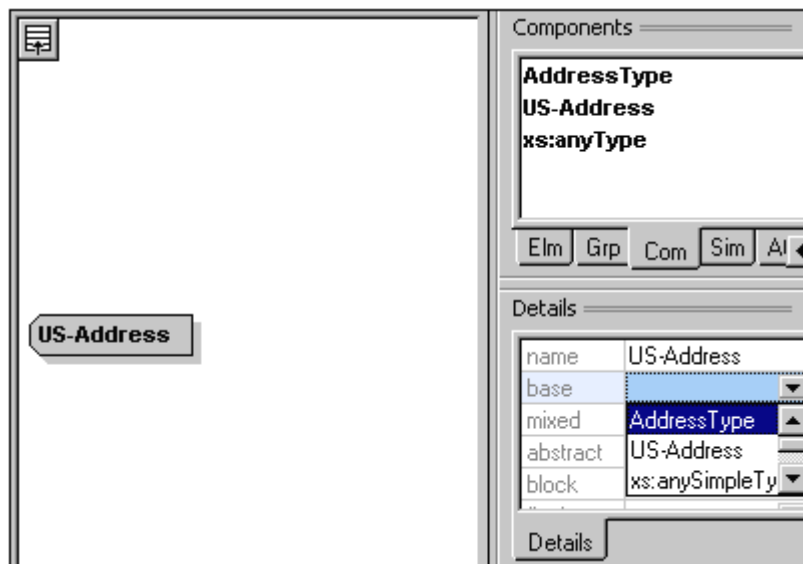 Components
AddressType
US-Address
xs:anyType
Elm Grp Com Sim
US-Address
Details
name US-Address
base
mixed AddressType
abstract US-Address
block xs:anySimpleTy
Details